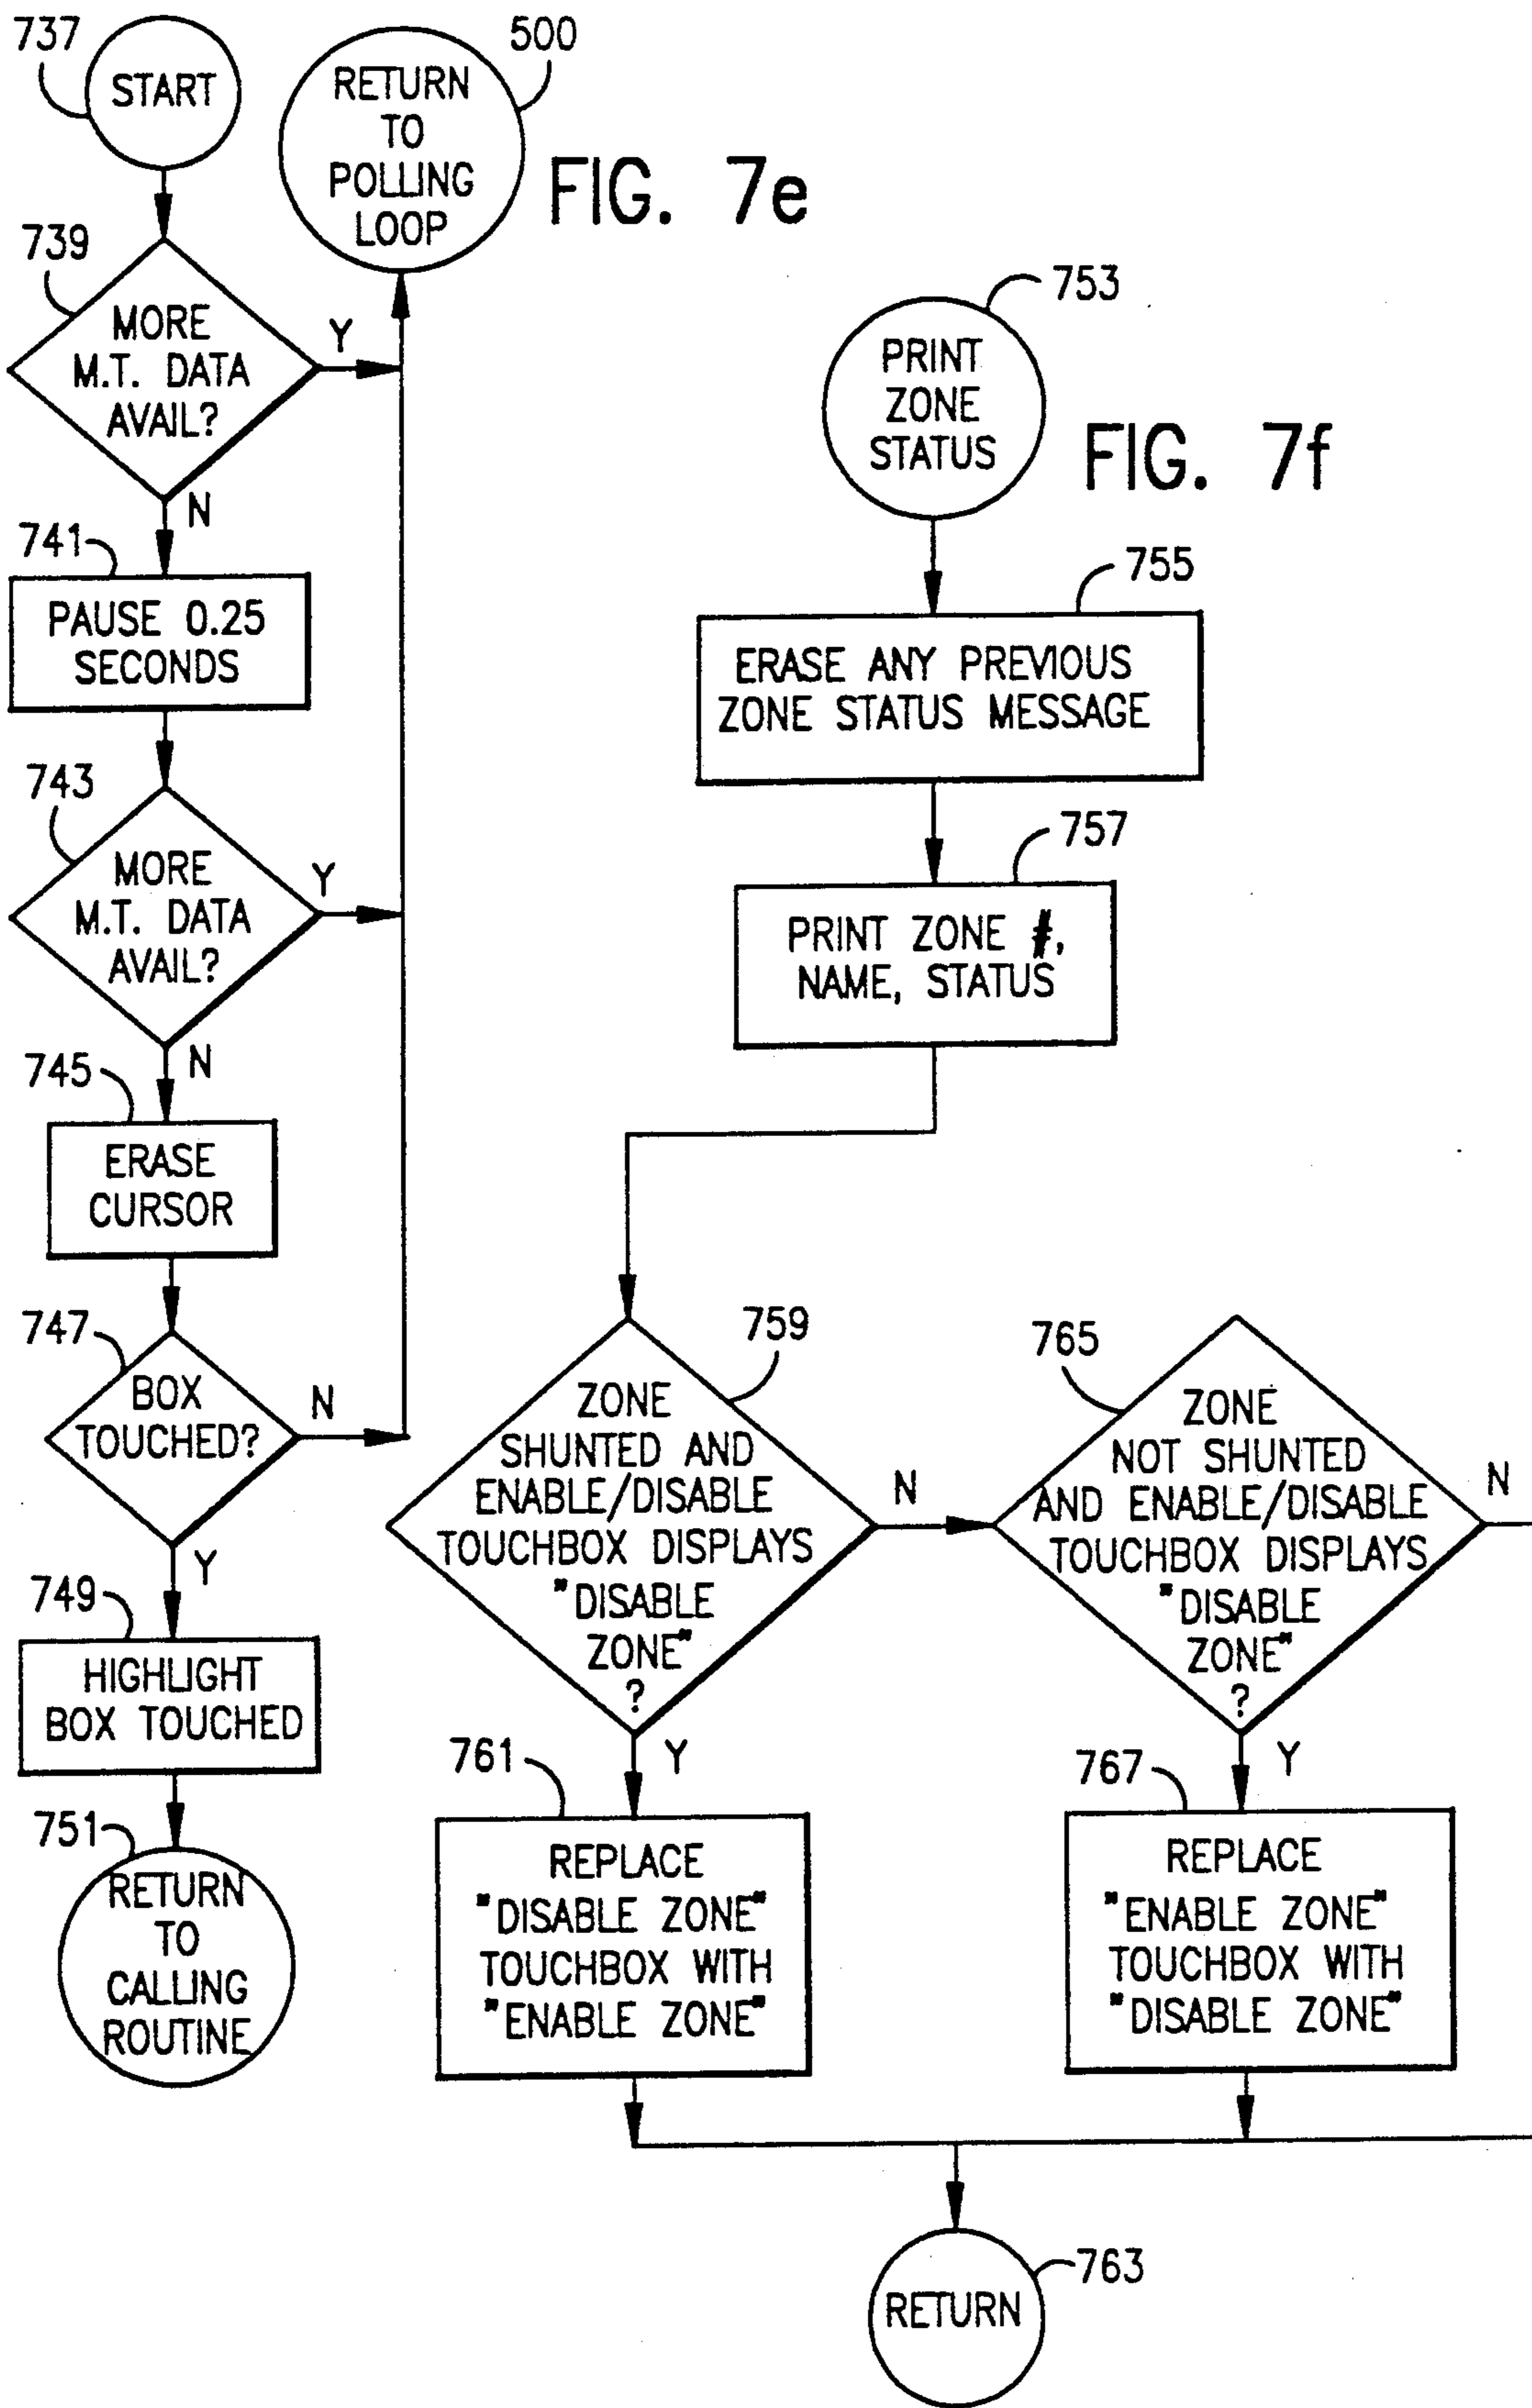 737
START
500
RETURN
TO
POLLING
LOOP
FIG. 7e
739
MORE
M.T. DATA
AVAIL?
Y
N
741
PAUSE 0.25
SECONDS
743
MORE
M.T. DATA
AVAIL?
Y
N
745
ERASE
CURSOR
747
BOX
TOUCHED?
N
Y
749
HIGHLIGHT
BOX TOUCHED
751
RETURN
TO
CALLING
ROUTINE
753
PRINT
ZONE
STATUS
FIG. 7f
755
ERASE ANY PREVIOUS
ZONE STATUS MESSAGE
757
PRINT ZONE #,
NAME, STATUS
759
ZONE
SHUNTED AND
ENABLE/DISABLE
TOUCHBOX DISPLAYS
"DISABLE
ZONE"
?
N
Y
765
ZONE
NOT SHUNTED
AND ENABLE/DISABLE
TOUCHBOX DISPLAYS
"DISABLE
ZONE"
?
N
Y
761
REPLACE
"DISABLE ZONE"
TOUCHBOX WITH
"ENABLE ZONE"
767
REPLACE
"ENABLE ZONE"
TOUCHBOX WITH
"DISABLE ZONE"
763
RETURN